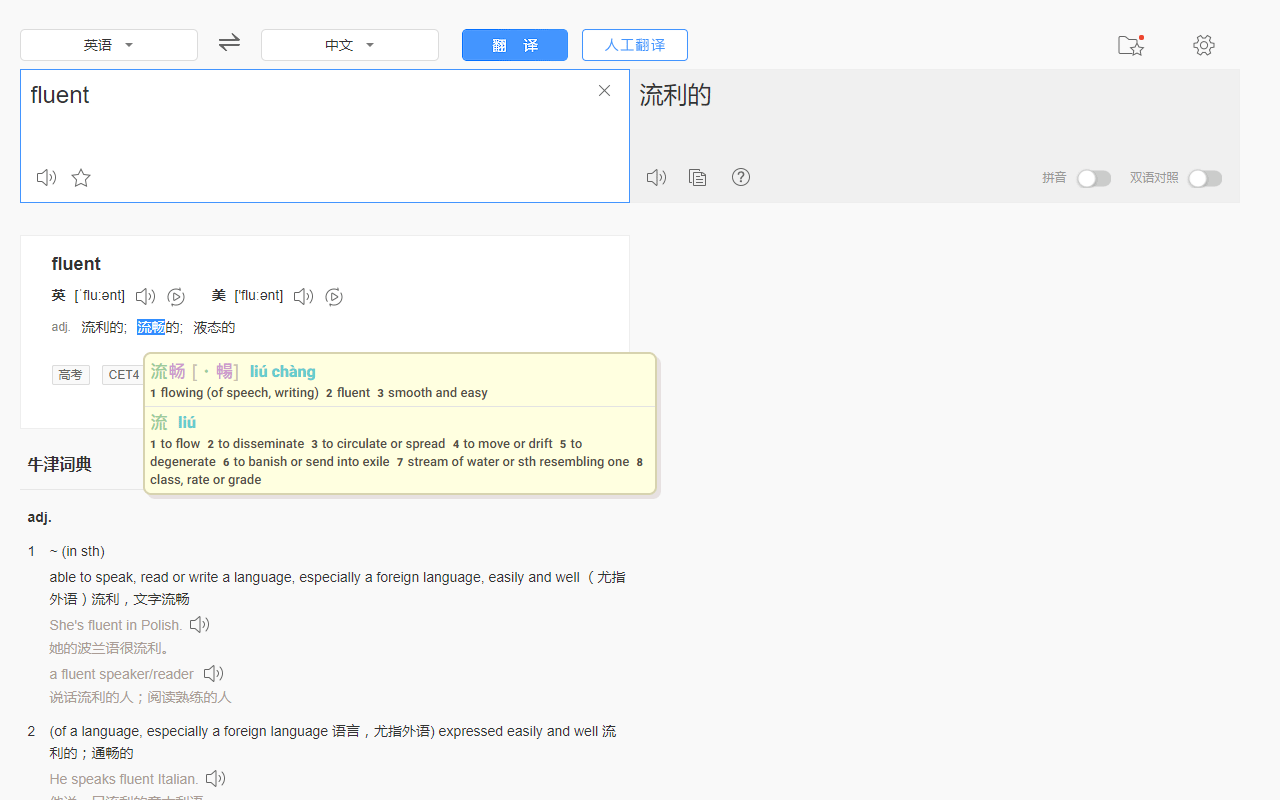 英语 中文 翻 译 人工翻译
fluent
流利的
拼音 双语对照
fluent
英 [ˈfluːənt] 美 ['fluːənt]
adj. 流利的; 流畅的; 液态的
高考 CET4
流畅 [・暢] liú chàng
1 flowing (of speech, writing) 2 fluent 3 smooth and easy
流 liú
1 to flow 2 to disseminate 3 to circulate or spread 4 to move or drift 5 to
degenerate 6 to banish or send into exile 7 stream of water or sth resembling one 8
class, rate or grade
牛津词典
adj.
1 ~ (in sth)
able to speak, read or write a language, especially a foreign language, easily and well（尤指
外语）流利，文字流畅
She's fluent in Polish.
她的波兰语很流利。
a fluent speaker/reader
说话流利的人；阅读熟练的人
2 (of a language, especially a foreign language 语言，尤指外语) expressed easily and well 流
利的；通畅的
He speaks fluent Italian.